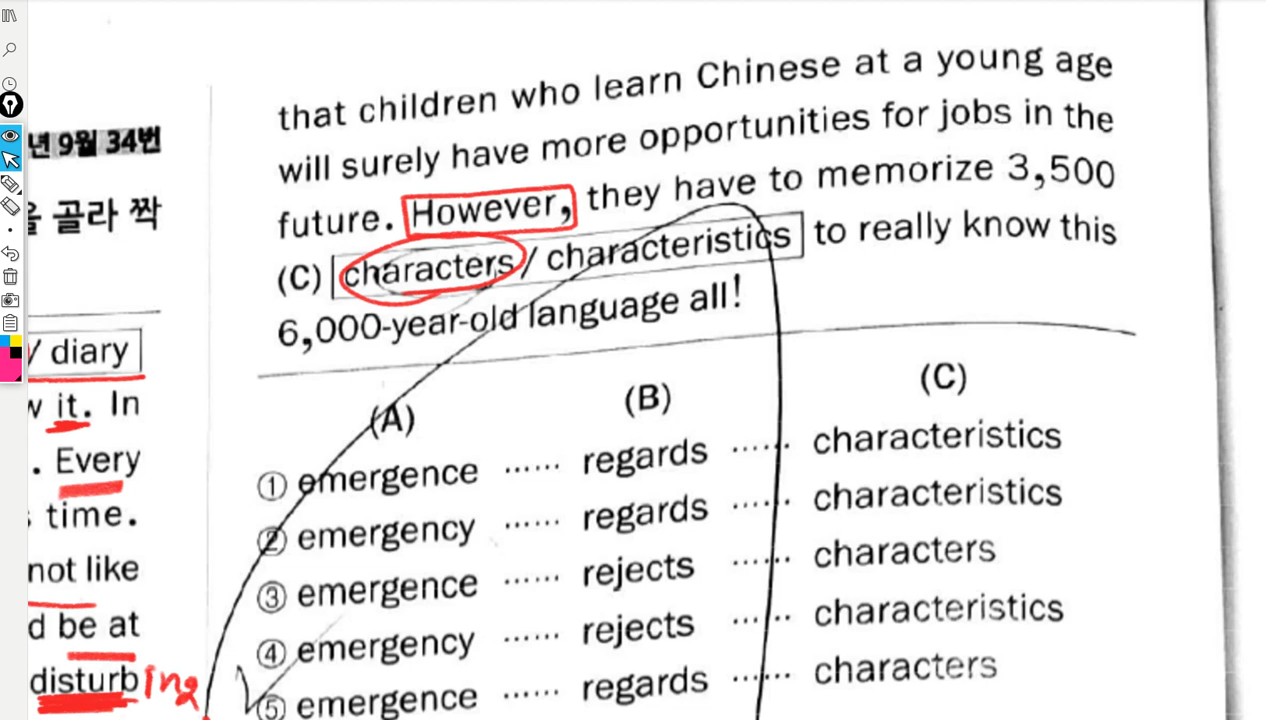 년 9월 34번
골라 짝
/ diary
it. In
. Every
time.
not like
d be at
disturbing
that children who learn Chinese at a young age
will surely have more opportunities for jobs in the
future. However, they have to memorize 3,500
(C) characters / characteristics to really know this
6,000-year-old language all!
(A) (B) (C)
① emergence …… regards …… characteristics
② emergency …… regards …… characteristics
③ emergence …… rejects …… characters
④ emergency …… rejects …… characteristics
⑤ emergence …… regards …… characters